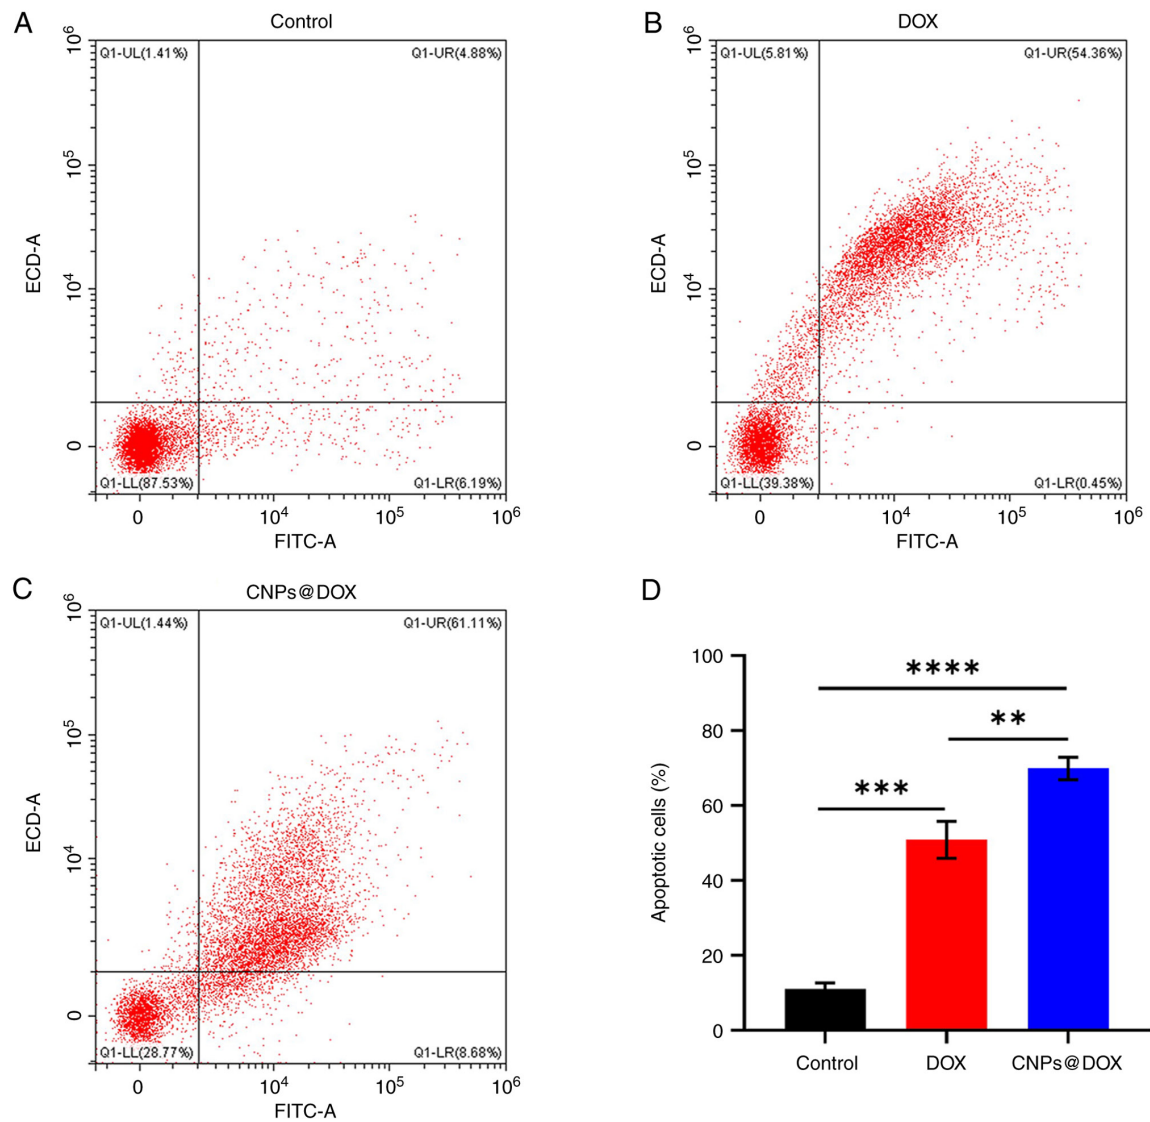 A
Control
Q1-UL(1.41%)
Q1-UR(4.88%)
Q1-LL(87.53%)
Q1-LR(6.19%)
10^6
10^5
10^4
0
ECD-A
0
10^4
10^5
10^6
FITC-A
B
DOX
Q1-UL(5.81%)
Q1-UR(54.36%)
Q1-LL(39.38%)
Q1-LR(0.45%)
10^6
10^5
10^4
0
ECD-A
0
10^4
10^5
10^6
FITC-A
C
CNPs@DOX
Q1-UL(1.44%)
Q1-UR(61.11%)
Q1-LL(28.77%)
Q1-LR(8.68%)
10^6
10^5
10^4
0
ECD-A
0
10^4
10^5
10^6
FITC-A
D
100
80
60
40
20
0
Apoptotic cells (%)
****
**
***
Control
DOX
CNPs@DOX